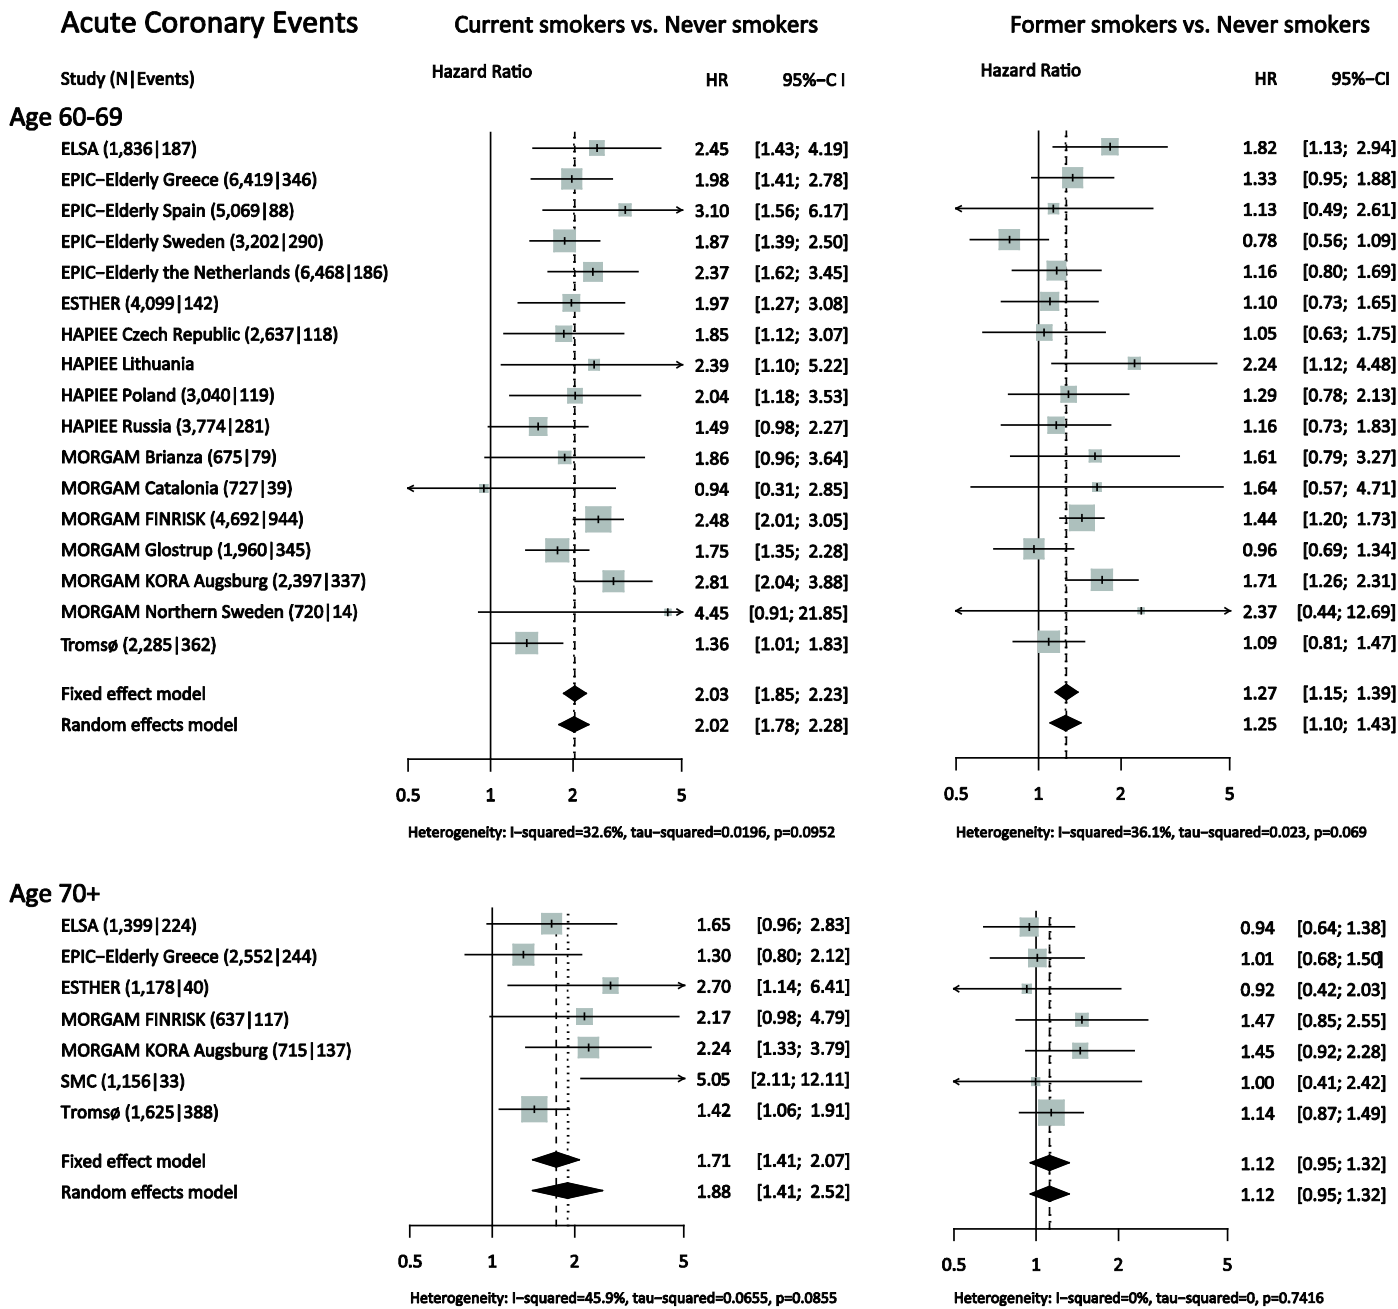 Acute Coronary Events Current smokers vs. Never smokers Former smokers vs. Never smokers
Study (N|Events) Hazard Ratio HR 95%−C I Hazard Ratio HR 95%−CI
Age 60-69
ELSA (1,836|187) 2.45 [1.43; 4.19] 1.82 [1.13; 2.94]
EPIC−Elderly Greece (6,419|346) 1.98 [1.41; 2.78] 1.33 [0.95; 1.88]
EPIC−Elderly Spain (5,069|88) 3.10 [1.56; 6.17] 1.13 [0.49; 2.61]
EPIC−Elderly Sweden (3,202|290) 1.87 [1.39; 2.50] 0.78 [0.56; 1.09]
EPIC−Elderly the Netherlands (6,468|186) 2.37 [1.62; 3.45] 1.16 [0.80; 1.69]
ESTHER (4,099|142) 1.97 [1.27; 3.08] 1.10 [0.73; 1.65]
HAPIEE Czech Republic (2,637|118) 1.85 [1.12; 3.07] 1.05 [0.63; 1.75]
HAPIEE Lithuania 2.39 [1.10; 5.22] 2.24 [1.12; 4.48]
HAPIEE Poland (3,040|119) 2.04 [1.18; 3.53] 1.29 [0.78; 2.13]
HAPIEE Russia (3,774|281) 1.49 [0.98; 2.27] 1.16 [0.73; 1.83]
MORGAM Brianza (675|79) 1.86 [0.96; 3.64] 1.61 [0.79; 3.27]
MORGAM Catalonia (727|39) 0.94 [0.31; 2.85] 1.64 [0.57; 4.71]
MORGAM FINRISK (4,692|944) 2.48 [2.01; 3.05] 1.44 [1.20; 1.73]
MORGAM Glostrup (1,960|345) 1.75 [1.35; 2.28] 0.96 [0.69; 1.34]
MORGAM KORA Augsburg (2,397|337) 2.81 [2.04; 3.88] 1.71 [1.26; 2.31]
MORGAM Northern Sweden (720|14) 4.45 [0.91; 21.85] 2.37 [0.44; 12.69]
Tromsø (2,285|362) 1.36 [1.01; 1.83] 1.09 [0.81; 1.47]
Fixed effect model 2.03 [1.85; 2.23] 1.27 [1.15; 1.39]
Random effects model 2.02 [1.78; 2.28] 1.25 [1.10; 1.43]
0.5 1 2 5 0.5 1 2 5
Heterogeneity: I−squared=32.6%, tau−squared=0.0196, p=0.0952 Heterogeneity: I−squared=36.1%, tau−squared=0.023, p=0.069
Age 70+
ELSA (1,399|224) 1.65 [0.96; 2.83] 0.94 [0.64; 1.38]
EPIC−Elderly Greece (2,552|244) 1.30 [0.80; 2.12] 1.01 [0.68; 1.50]
ESTHER (1,178|40) 2.70 [1.14; 6.41] 0.92 [0.42; 2.03]
MORGAM FINRISK (637|117) 2.17 [0.98; 4.79] 1.47 [0.85; 2.55]
MORGAM KORA Augsburg (715|137) 2.24 [1.33; 3.79] 1.45 [0.92; 2.28]
SMC (1,156|33) 5.05 [2.11; 12.11] 1.00 [0.41; 2.42]
Tromsø (1,625|388) 1.42 [1.06; 1.91] 1.14 [0.87; 1.49]
Fixed effect model 1.71 [1.41; 2.07] 1.12 [0.95; 1.32]
Random effects model 1.88 [1.41; 2.52] 1.12 [0.95; 1.32]
0.5 1 2 5 0.5 1 2 5
Heterogeneity: I−squared=45.9%, tau−squared=0.0655, p=0.0855 Heterogeneity: I−squared=0%, tau−squared=0, p=0.7416